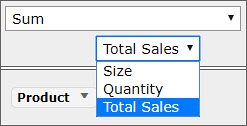 Sum
Total Sales
Size
Quantity
Total Sales
Product